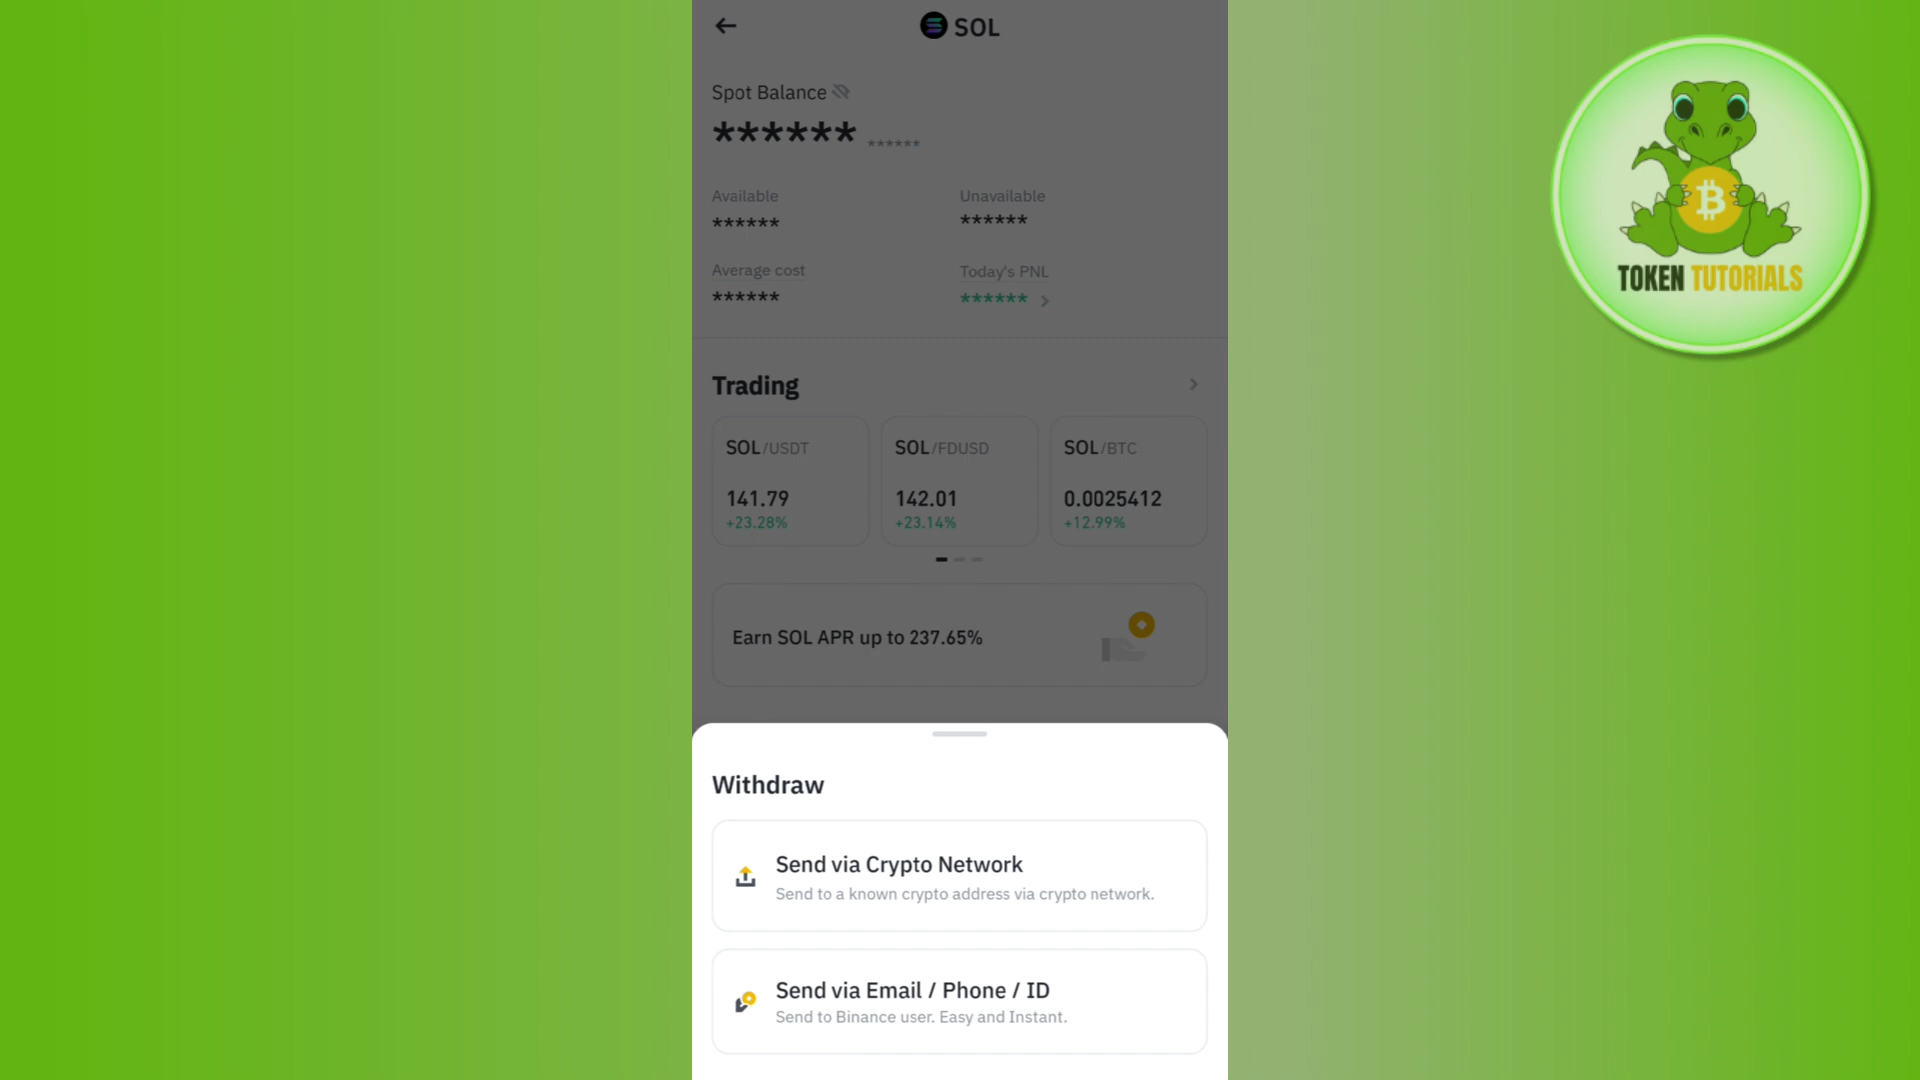 SOL
Spot Balance
****** ******
Available Unavailable
****** ******
Average cost Today's PNL
****** ******
Trading
SOL/USDT SOL/FDUSD SOL/BTC
141.79 142.01 0.0025412
+23.28% +23.14% +12.99%
Earn SOL APR up to 237.65%
Withdraw
Send via Crypto Network
Send to a known crypto address via crypto network.
Send via Email / Phone / ID
Send to Binance user. Easy and Instant.
TOKEN TUTORIALS